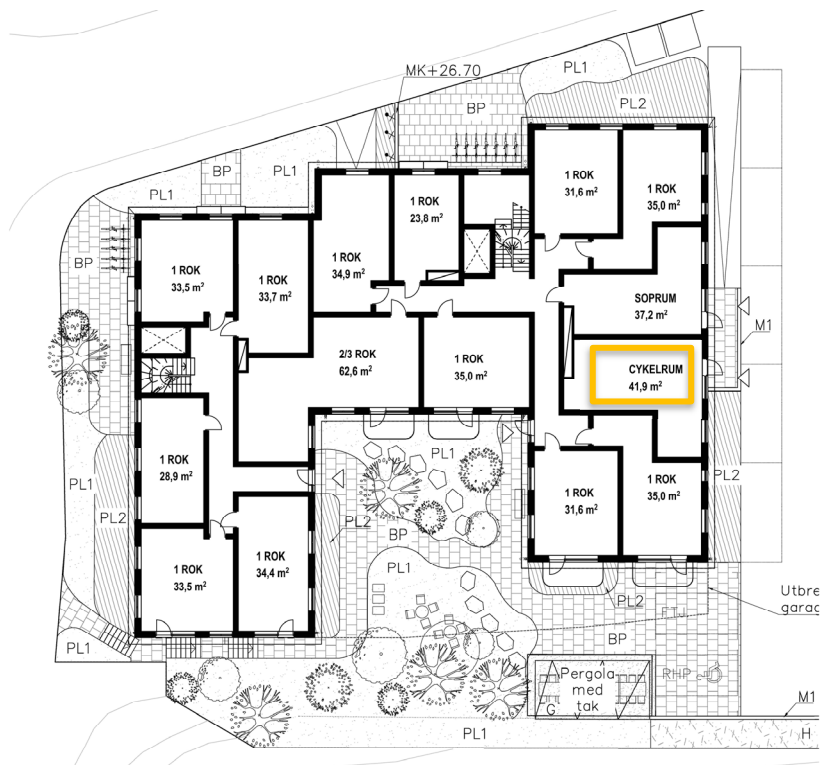 MK+26.70
PL1
BP
PL2
1 ROK
31,6 m²
1 ROK
35,0 m²
BP
PL1
PL1
1 ROK
23,8 m²
1 ROK
34,9 m²
BP
1 ROK
33,5 m²
1 ROK
33,7 m²
SOPRUM
37,2 m²
M1
2/3 ROK
62,6 m²
1 ROK
35,0 m²
CYKELRUM
41,9 m²
1 ROK
28,9 m²
PL1
PL1
PL2
PL2
PL2
1 ROK
31,6 m²
1 ROK
35,0 m²
BP
1 ROK
33,5 m²
1 ROK
34,4 m²
PL1
PL2
Utbre
garag
FTJ
BP
PL1
Pergola
med
tak
G
RHP
M1
PL1
H